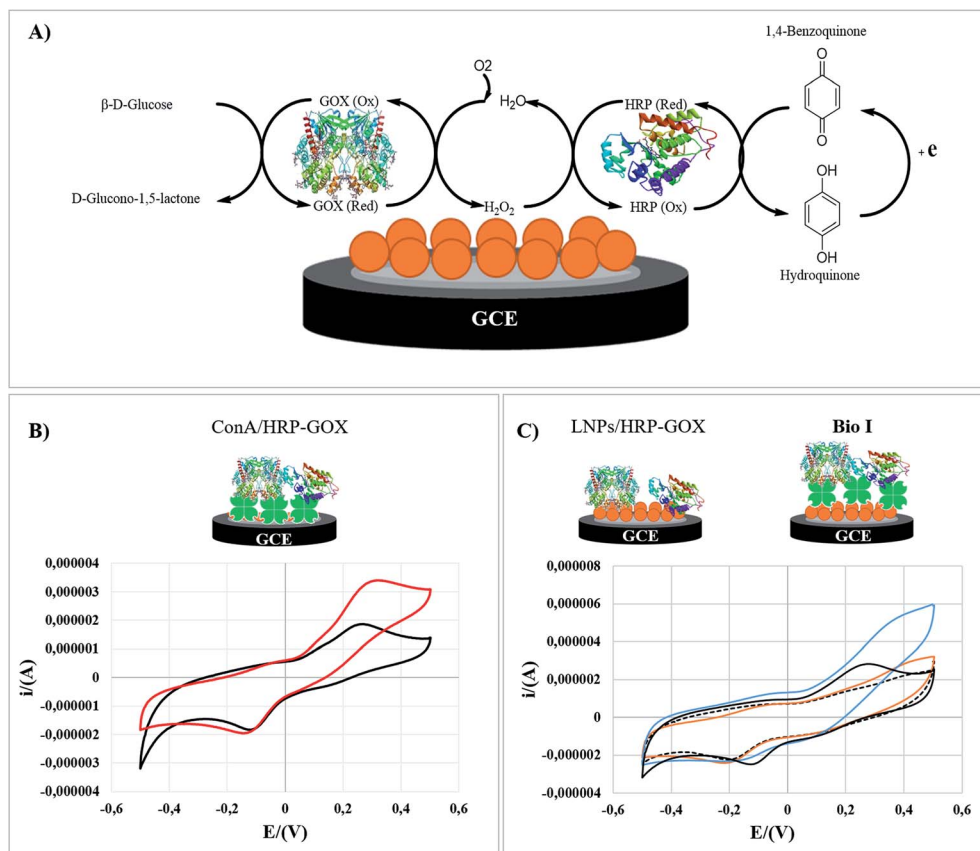 A)
1,4-Benzoquinone
O
O2
β-D-Glucose
GOX (Ox)
H₂O
HRP (Red)
O
+ e
OH
D-Glucono-1,5-lactone
GOX (Red)
H₂O₂
HRP (Ox)
OH
Hydroquinone
GCE
B)
ConA/HRP-GOX
GCE
0,000004
0,000003
0,000002
0,000001
0
-0,000001
-0,000002
-0,000003
-0,000004
i/(A)
-0,6 -0,4 -0,2 0 0,2 0,4 0,6
E/(V)
C)
LNPs/HRP-GOX Bio I
GCE GCE
0,000008
0,000006
0,000004
0,000002
0
-0,000002
-0,000004
i/(A)
-0,6 -0,4 -0,2 0 0,2 0,4 0,6
E/(V)